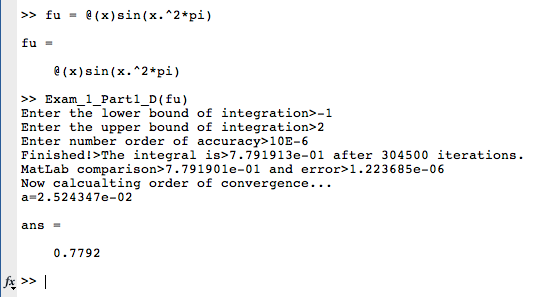 >> fu = @(x)sin(x.^2*pi)
fu =
@(x)sin(x.^2*pi)
>> Exam_1_Part1_D(fu)
Enter the lower bound of integration>-1
Enter the upper bound of integration>2
Enter number order of accuracy>10E-6
Finished!>The integral is>7.791913e-01 after 304500 iterations.
MatLab comparison>7.791901e-01 and error>1.223685e-06
Now calcualting order of convergence...
a=2.524347e-02
ans =
0.7792
fx >>